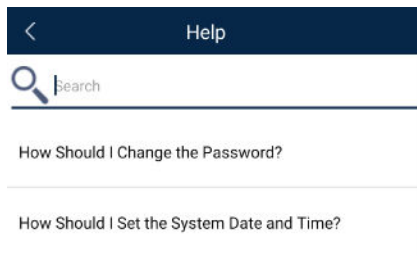 Help
Search
How Should I Change the Password?
How Should I Set the System Date and Time?